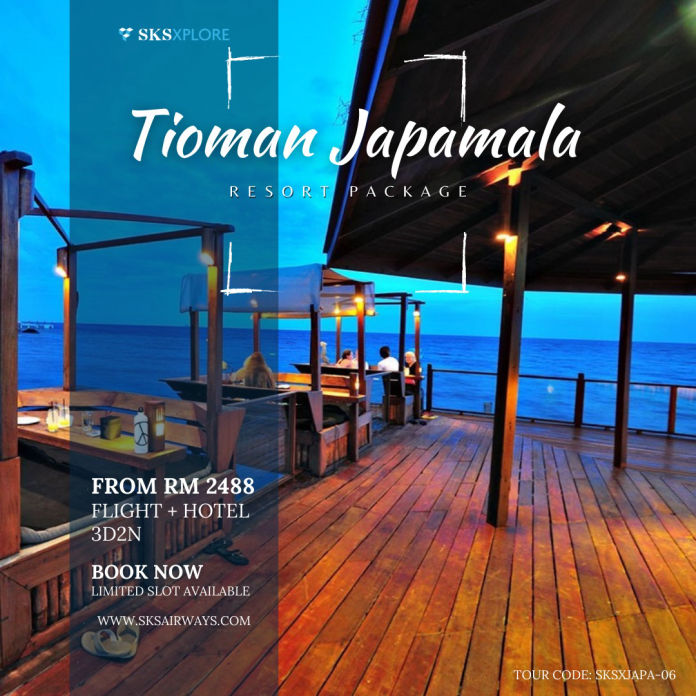 SKSXPLORE
Tioman Japamala
RESORT PACKAGE
FROM RM 2488
FLIGHT + HOTEL
3D2N
BOOK NOW
LIMITED SLOT AVAILABLE
WWW.SKSAIRWAYS.COM
TOUR CODE: SKSXJAPA-06